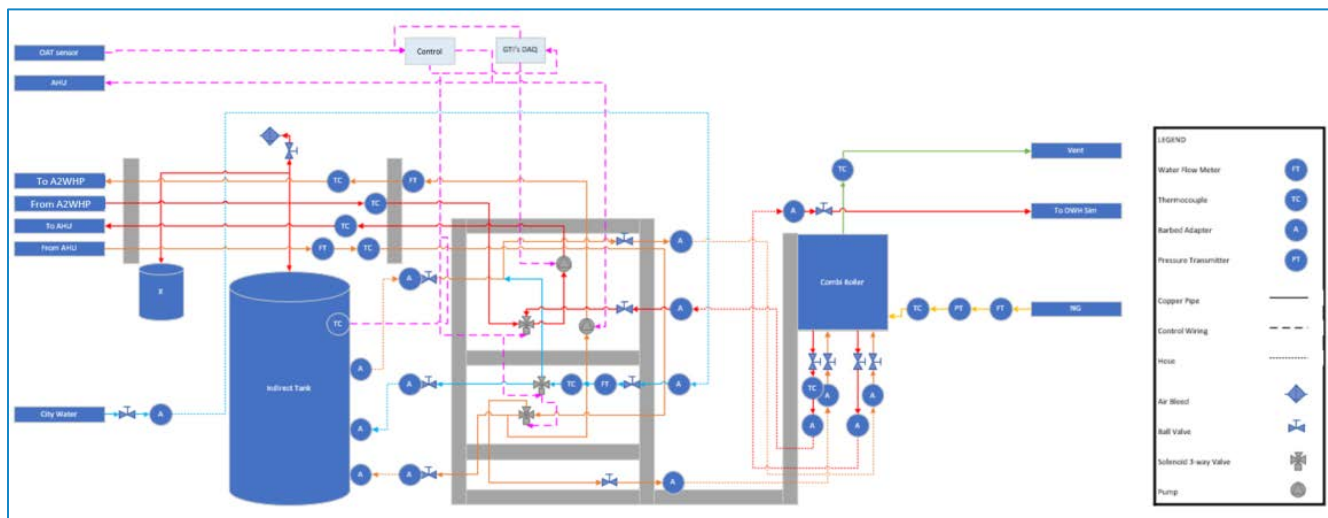 OAT sensor
Control
GTI's DAQ
AHU
Vent
To A2WHP
TC
FT
TC
A
To DWH Sim
From A2WHP
TC
To AHU
TC
From AHU
FT
TC
A
A
X
TC
Combi Boiler
A
TC
PT
FT
NG
Indirect Tank
A
A
TC
FT
A
TC
A
A
City Water
A
A
A
A
A
A
A
LEGEND
Water Flow Meter
FT
Thermocouple
TC
Barbed Adapter
A
Pressure Transmitter
PT
Copper Pipe
Control Wiring
Hose
Air Bleed
Ball Valve
Solenoid 3-way Valve
Pump